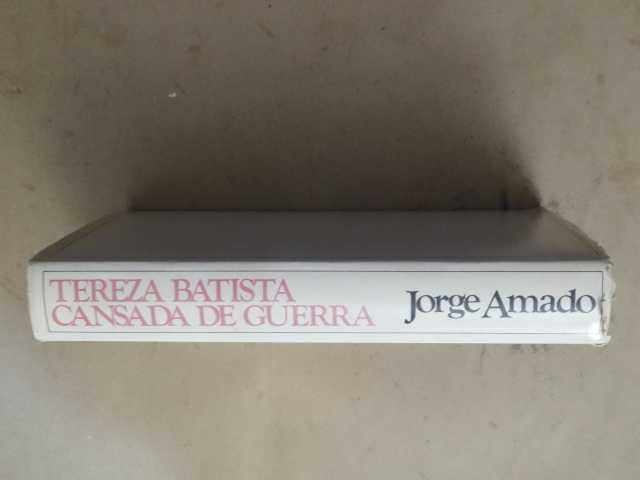 TEREZA BATISTA
CANSADA DE GUERRA
Jorge Amado